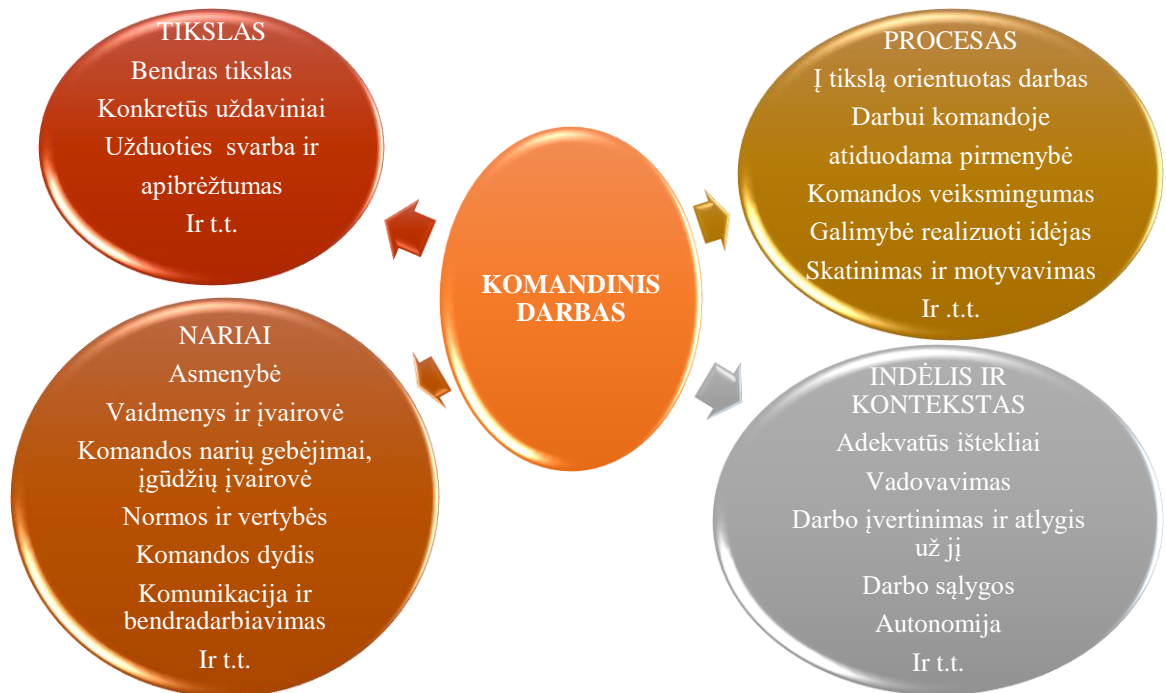 TIKSLAS
Bendras tikslas
Konkretūs uždaviniai
Užduoties svarba ir
apibrėžtumas
Ir t.t.
PROCESAS
Į tikslą orientuotas darbas
Darbui komandoje
atiduodama pirmenybė
Komandos veiksmingumas
Galimybė realizuoti idėjas
Skatinimas ir motyvavimas
Ir .t.t.
KOMANDINIS
DARBAS
NARIAI
Asmenybė
Vaidmenys ir įvairovė
Komandos narių gebėjimai,
įgūdžių įvairovė
Normos ir vertybės
Komandos dydis
Komunikacija ir
bendradarbiavimas
Ir t.t.
INDĖLIS IR
KONTEKSTAS
Adekvatūs ištekliai
Vadovavimas
Darbo įvertinimas ir atlygis
už jį
Darbo sąlygos
Autonomija
Ir t.t.